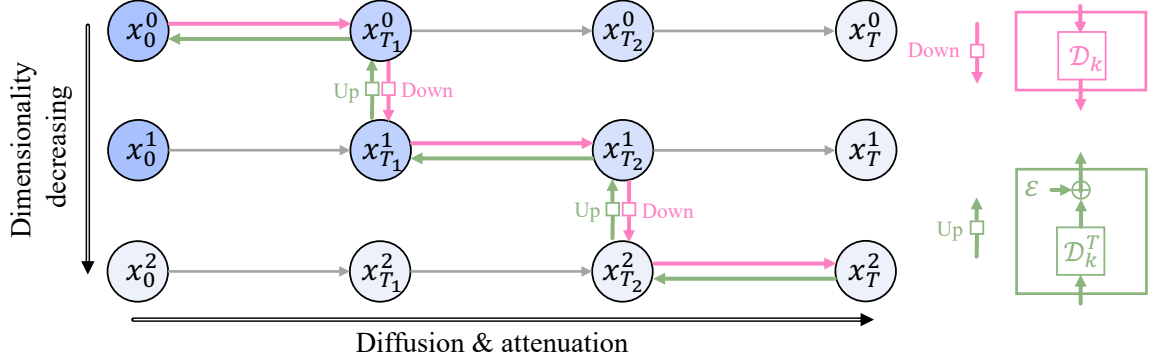 x_0^0 x_{T_1}^0 x_{T_2}^0 x_T^0
Down
𝒟_k
Up Down
Dimensionality
decreasing
x_0^1 x_{T_1}^1 x_{T_2}^1 x_T^1
ε
Up Down
Up
𝒟_k^T
x_0^2 x_{T_1}^2 x_{T_2}^2 x_T^2
Diffusion & attenuation